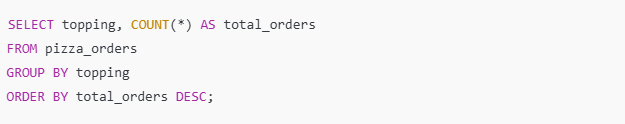 SELECT topping, COUNT(*) AS total_orders
FROM pizza_orders
GROUP BY topping
ORDER BY total_orders DESC;